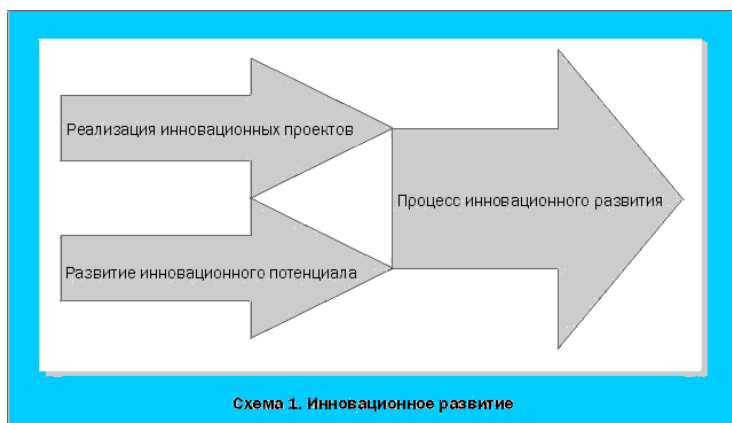 Реализация инновационных проектов
Процесс инновационного развития
Развитие инновационного потенциала
Схема 1. Инновационное развитие